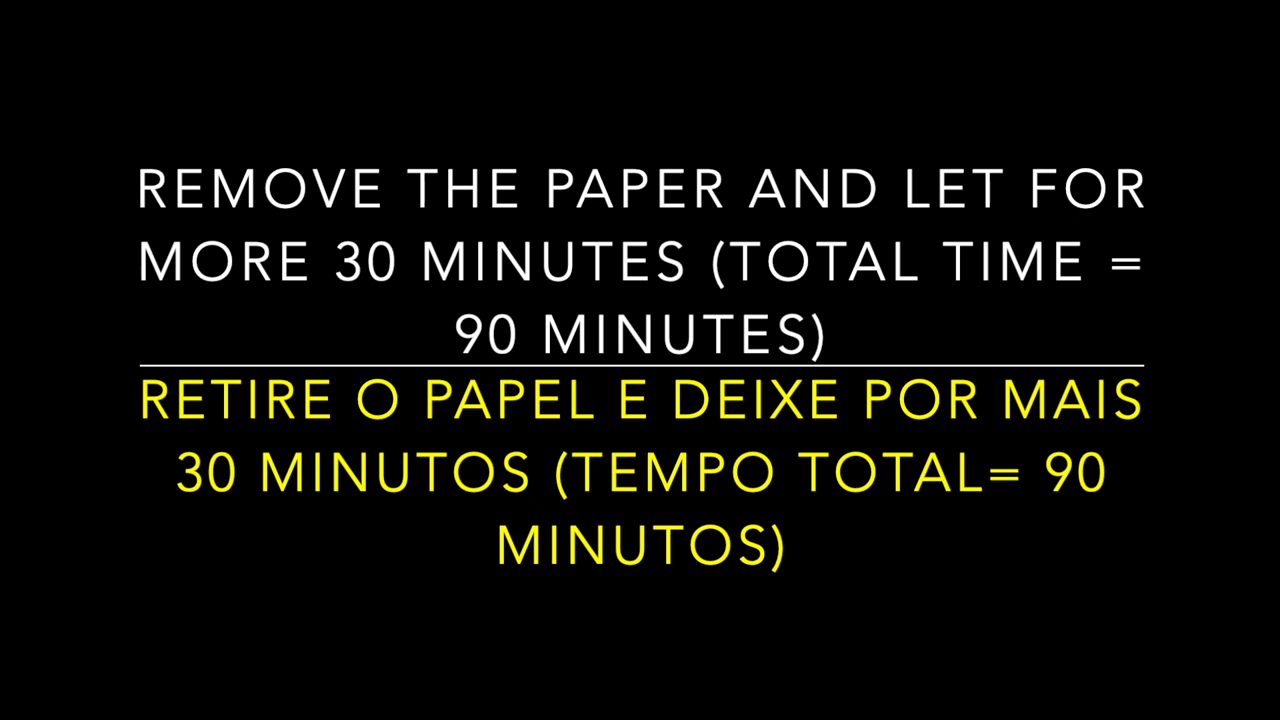 REMOVE THE PAPER AND LET FOR
MORE 30 MINUTES (TOTAL TIME =
90 MINUTES)
RETIRE O PAPEL E DEIXE POR MAIS
30 MINUTOS (TEMPO TOTAL= 90
MINUTOS)